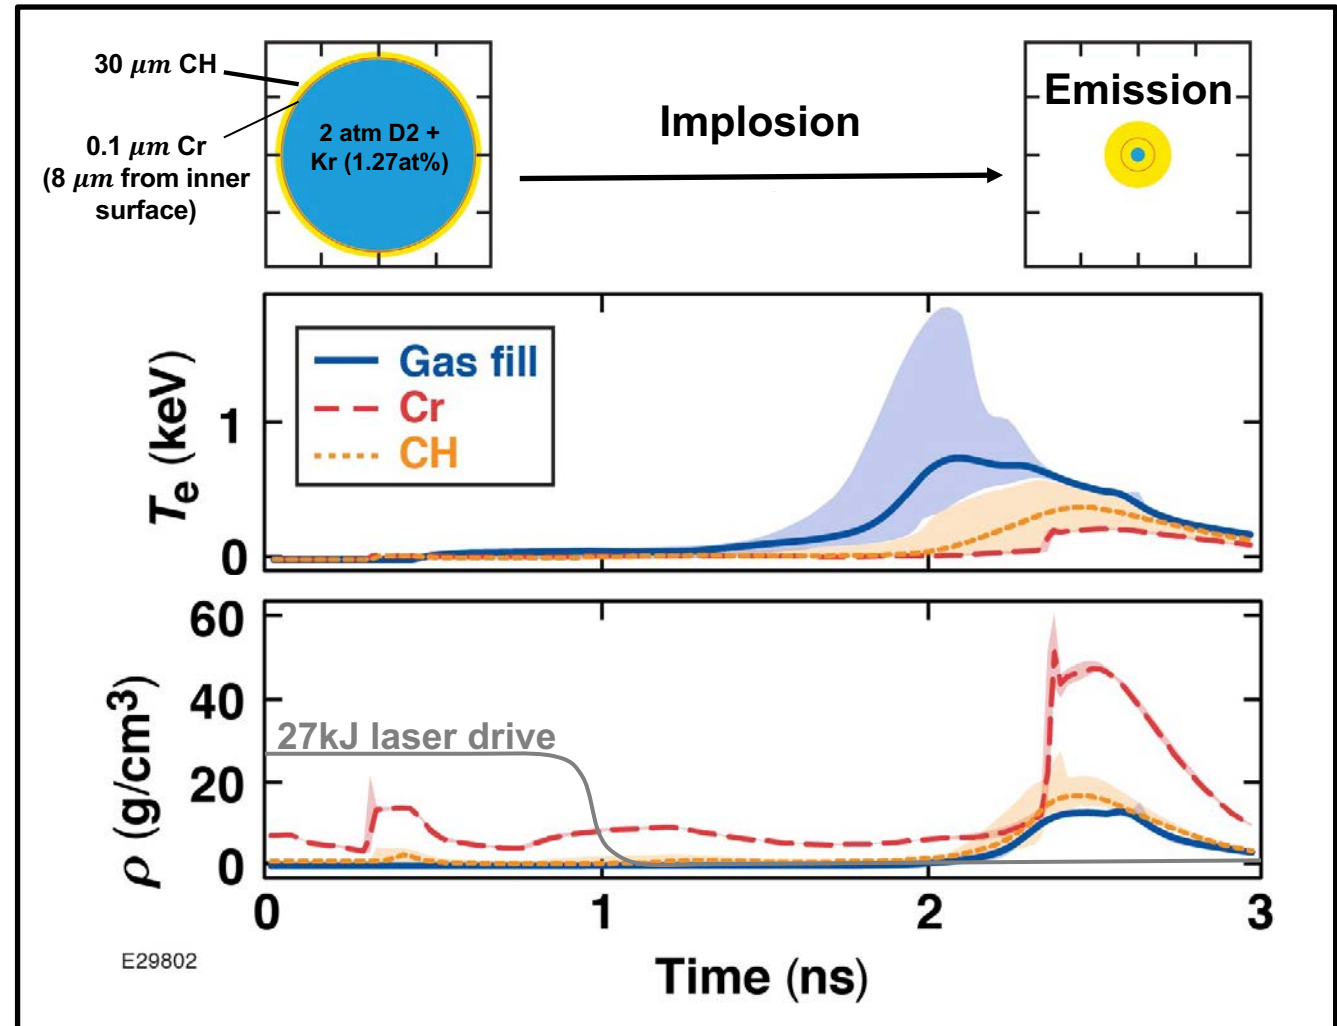 30 μm CH
0.1 μm Cr
(8 μm from inner
surface)
2 atm D2 +
Kr (1.27at%)
Implosion
Emission
Te (keV)
1
0
Gas fill
Cr
CH
ρ (g/cm3)
60
40
20
0
27kJ laser drive
0 1 2 3
Time (ns)
E29802